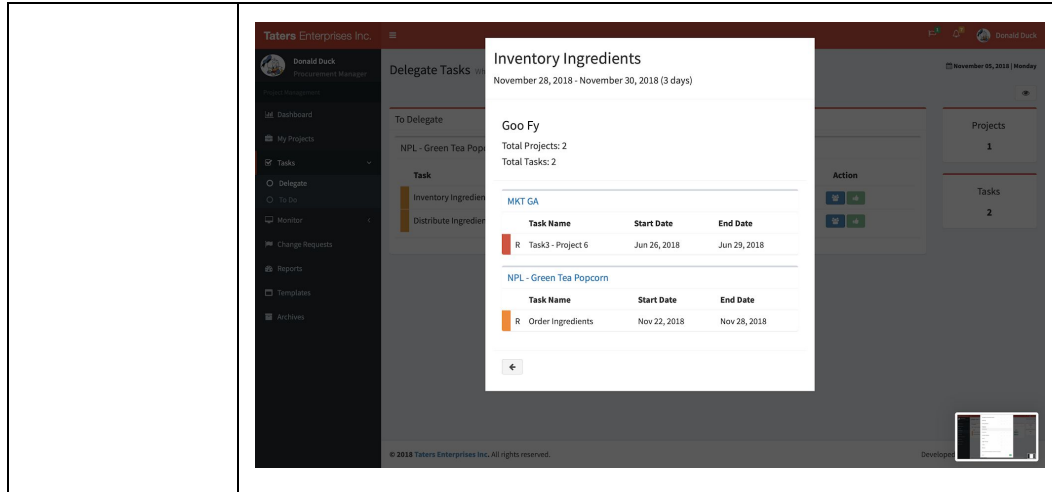 Taters Enterprises Inc.
Donald Duck
Donald Duck
Procurement Manager
Project Management
Dashboard
My Projects
Tasks
Delegate
To Do
Monitor
Change Requests
Reports
Templates
Archives
Delegate Tasks
November 05, 2018 | Monday
To Delegate
NPL - Green Tea
Task
Action
Inventory
Distribute
Projects
1
Tasks
2
Inventory Ingredients
November 28, 2018 - November 30, 2018 (3 days)
Goo Fy
Total Projects: 2
Total Tasks: 2
MKT GA
Task Name Start Date End Date
R Task3 - Project 6 Jun 26, 2018 Jun 29, 2018
NPL - Green Tea Popcorn
Task Name Start Date End Date
R Order Ingredients Nov 22, 2018 Nov 28, 2018
© 2018 Taters Enterprises Inc. All rights reserved.